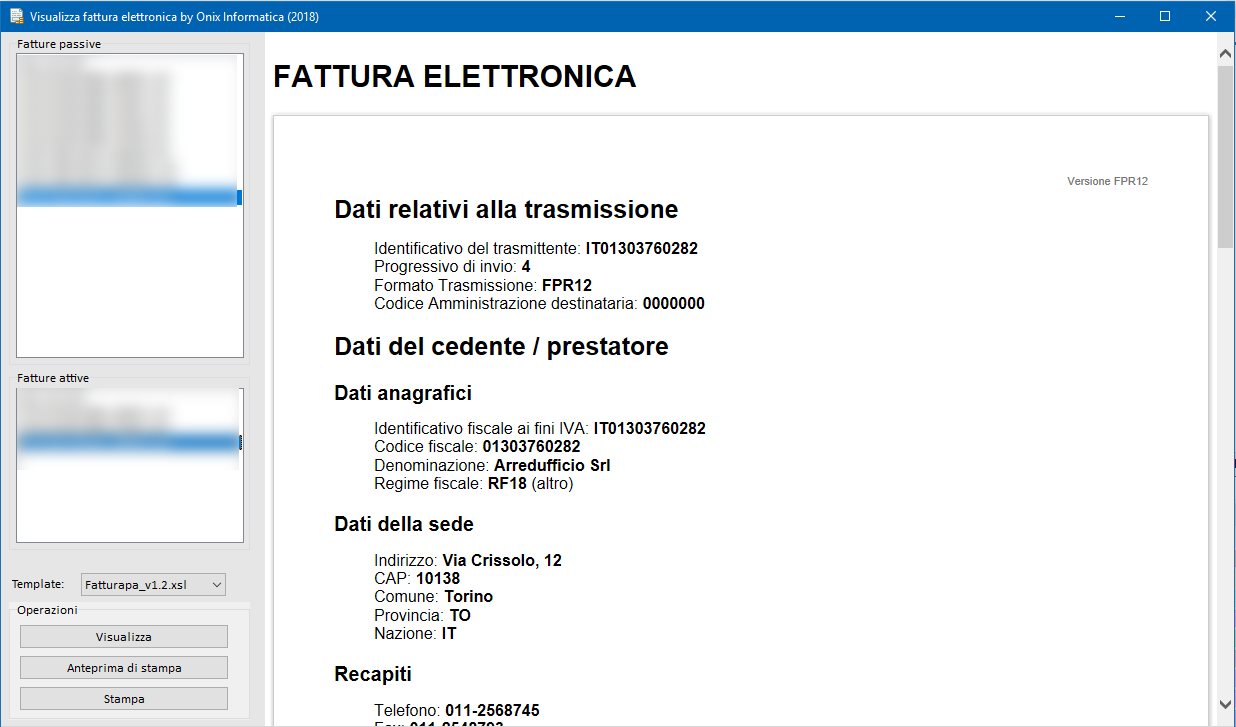 Visualizza fattura elettronica by Onix Informatica (2018)
Fatture passive
Fatture attive
Template: Fatturapa_v1.2.xsl
Operazioni
Visualizza
Anteprima di stampa
Stampa
FATTURA ELETTRONICA
Versione FPR12
Dati relativi alla trasmissione
Identificativo del trasmittente: IT01303760282
Progressivo di invio: 4
Formato Trasmissione: FPR12
Codice Amministrazione destinataria: 0000000
Dati del cedente / prestatore
Dati anagrafici
Identificativo fiscale ai fini IVA: IT01303760282
Codice fiscale: 01303760282
Denominazione: Arredufficio Srl
Regime fiscale: RF18 (altro)
Dati della sede
Indirizzo: Via Crissolo, 12
CAP: 10138
Comune: Torino
Provincia: TO
Nazione: IT
Recapiti
Telefono: 011-2568745